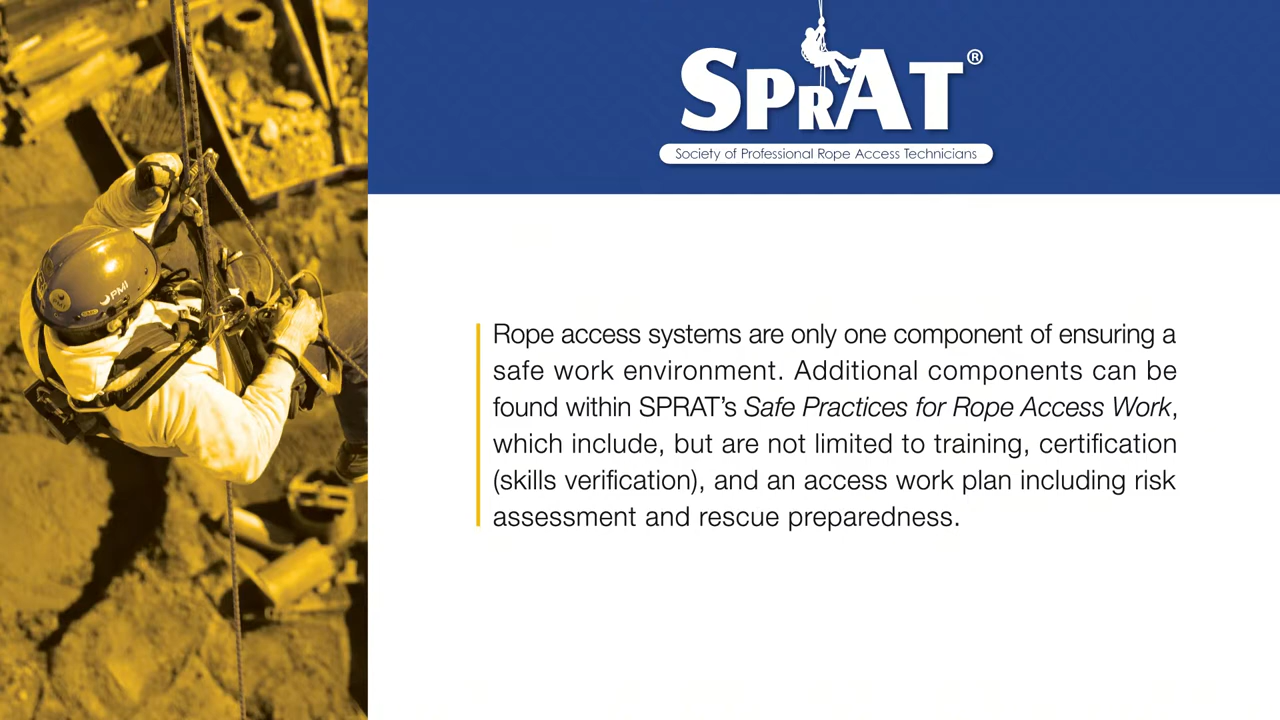 SPRAT®
Society of Professional Rope Access Technicians
Rope access systems are only one component of ensuring a
safe work environment. Additional components can be
found within SPRAT’s Safe Practices for Rope Access Work,
which include, but are not limited to training, certification
(skills verification), and an access work plan including risk
assessment and rescue preparedness.
PMI